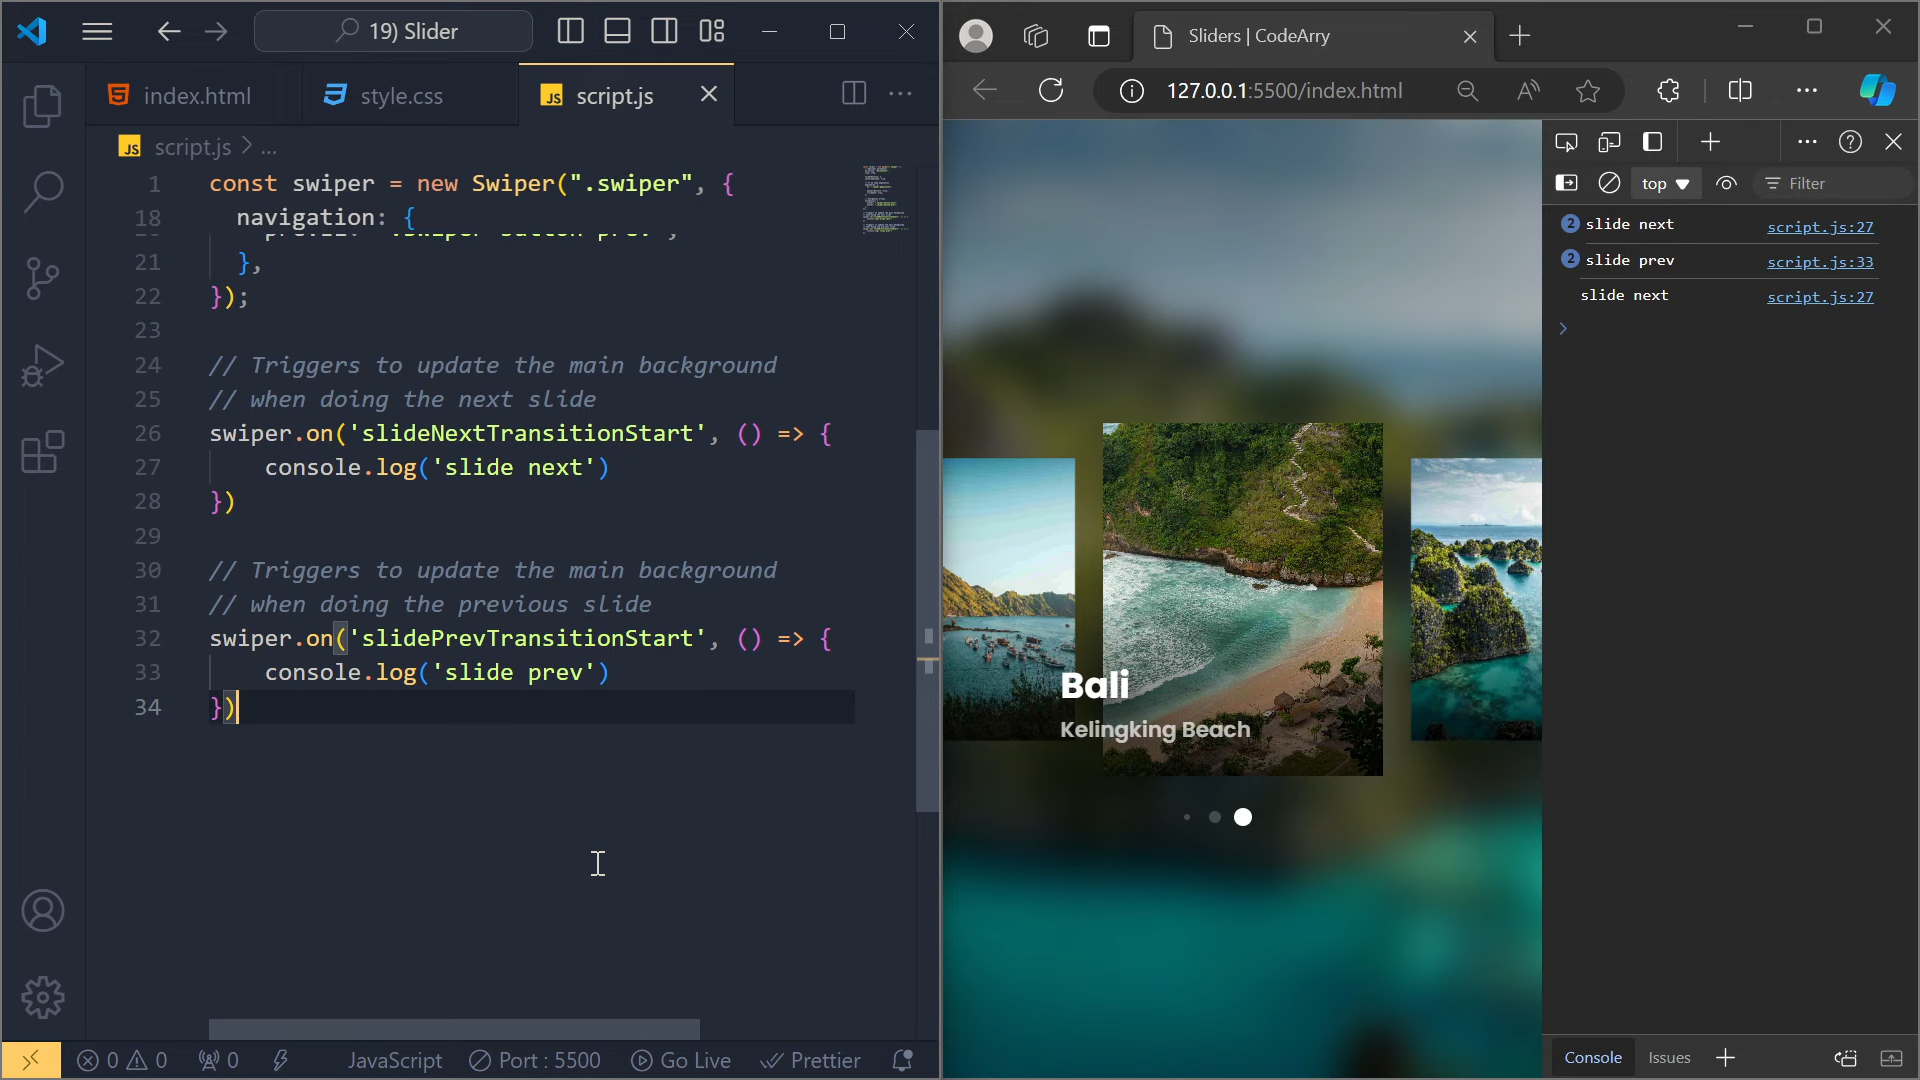 19) Slider
index.html
style.css
JS script.js
JS script.js > ...
1 const swiper = new Swiper(".swiper", {
18 navigation: {
21 },
22 });
23
24 // Triggers to update the main background
25 // when doing the next slide
26 swiper.on('slideNextTransitionStart', () => {
27 console.log('slide next')
28 })
29
30 // Triggers to update the main background
31 // when doing the previous slide
32 swiper.on('slidePrevTransitionStart', () => {
33 console.log('slide prev')
34 })
0 0 0 JavaScript Port : 5500 Go Live Prettier
Sliders | CodeArry
127.0.0.1:5500/index.html
top Filter
2 slide next script.js:27
2 slide prev script.js:33
slide next script.js:27
Bali
Kelingking Beach
Console Issues